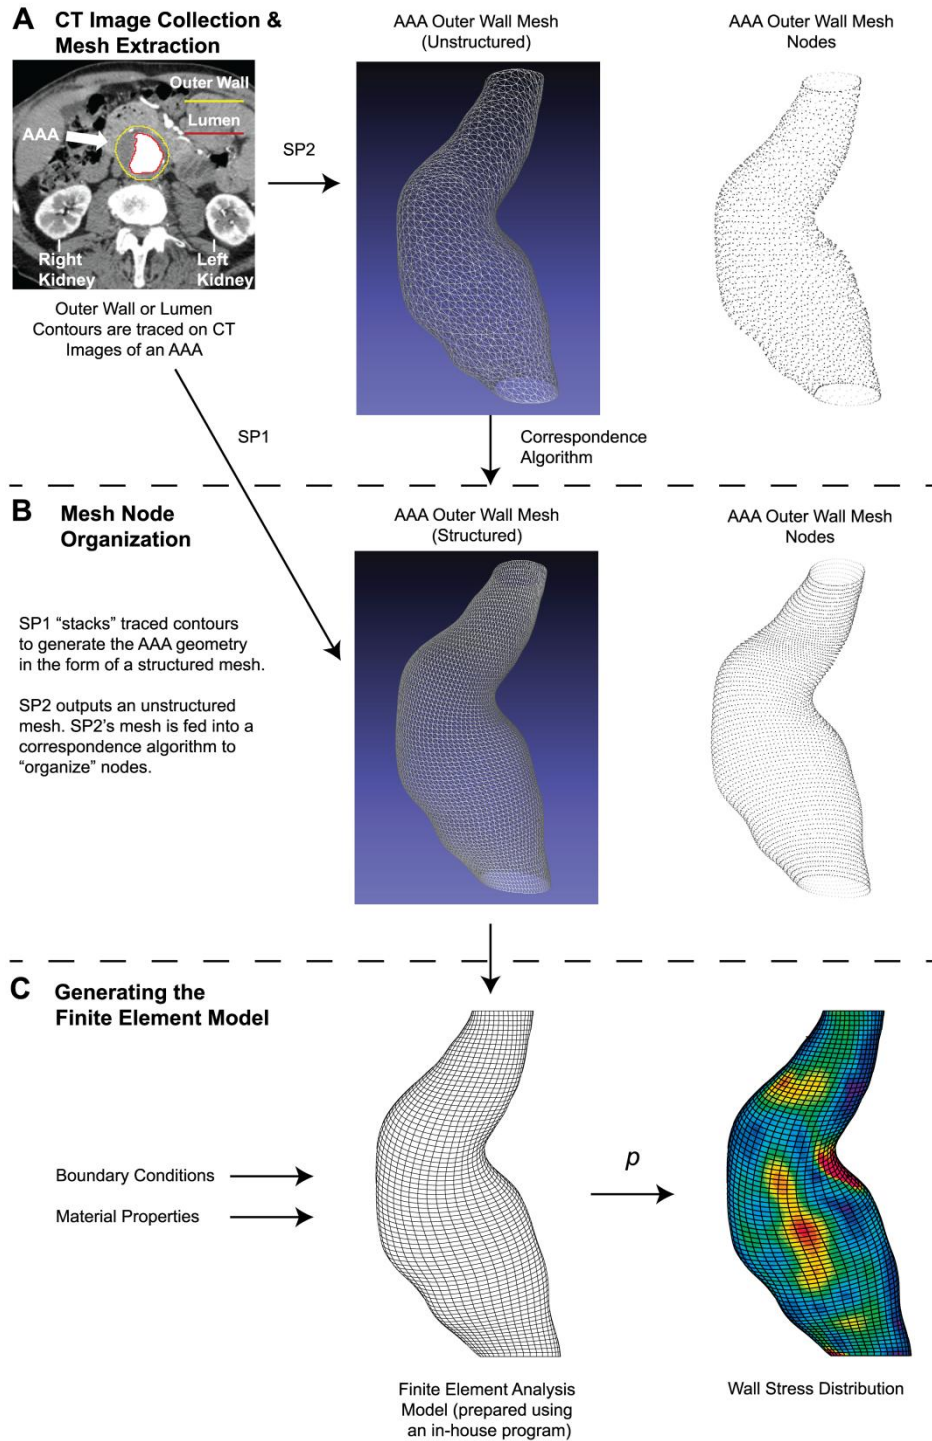 A
CT Image Collection &
Mesh Extraction
Outer Wall
Lumen
AAA
Right
Kidney
Left
Kidney
Outer Wall or Lumen
Contours are traced on CT
Images of an AAA
SP2
AAA Outer Wall Mesh
(Unstructured)
AAA Outer Wall Mesh
Nodes
SP1
Correspondence
Algorithm
B
Mesh Node
Organization
SP1 “stacks” traced contours
to generate the AAA geometry
in the form of a structured mesh.
SP2 outputs an unstructured
mesh. SP2’s mesh is fed into a
correspondence algorithm to
“organize” nodes.
AAA Outer Wall Mesh
(Structured)
AAA Outer Wall Mesh
Nodes
C
Generating the
Finite Element Model
Boundary Conditions
Material Properties
p
Finite Element Analysis
Model (prepared using
an in-house program)
Wall Stress Distribution